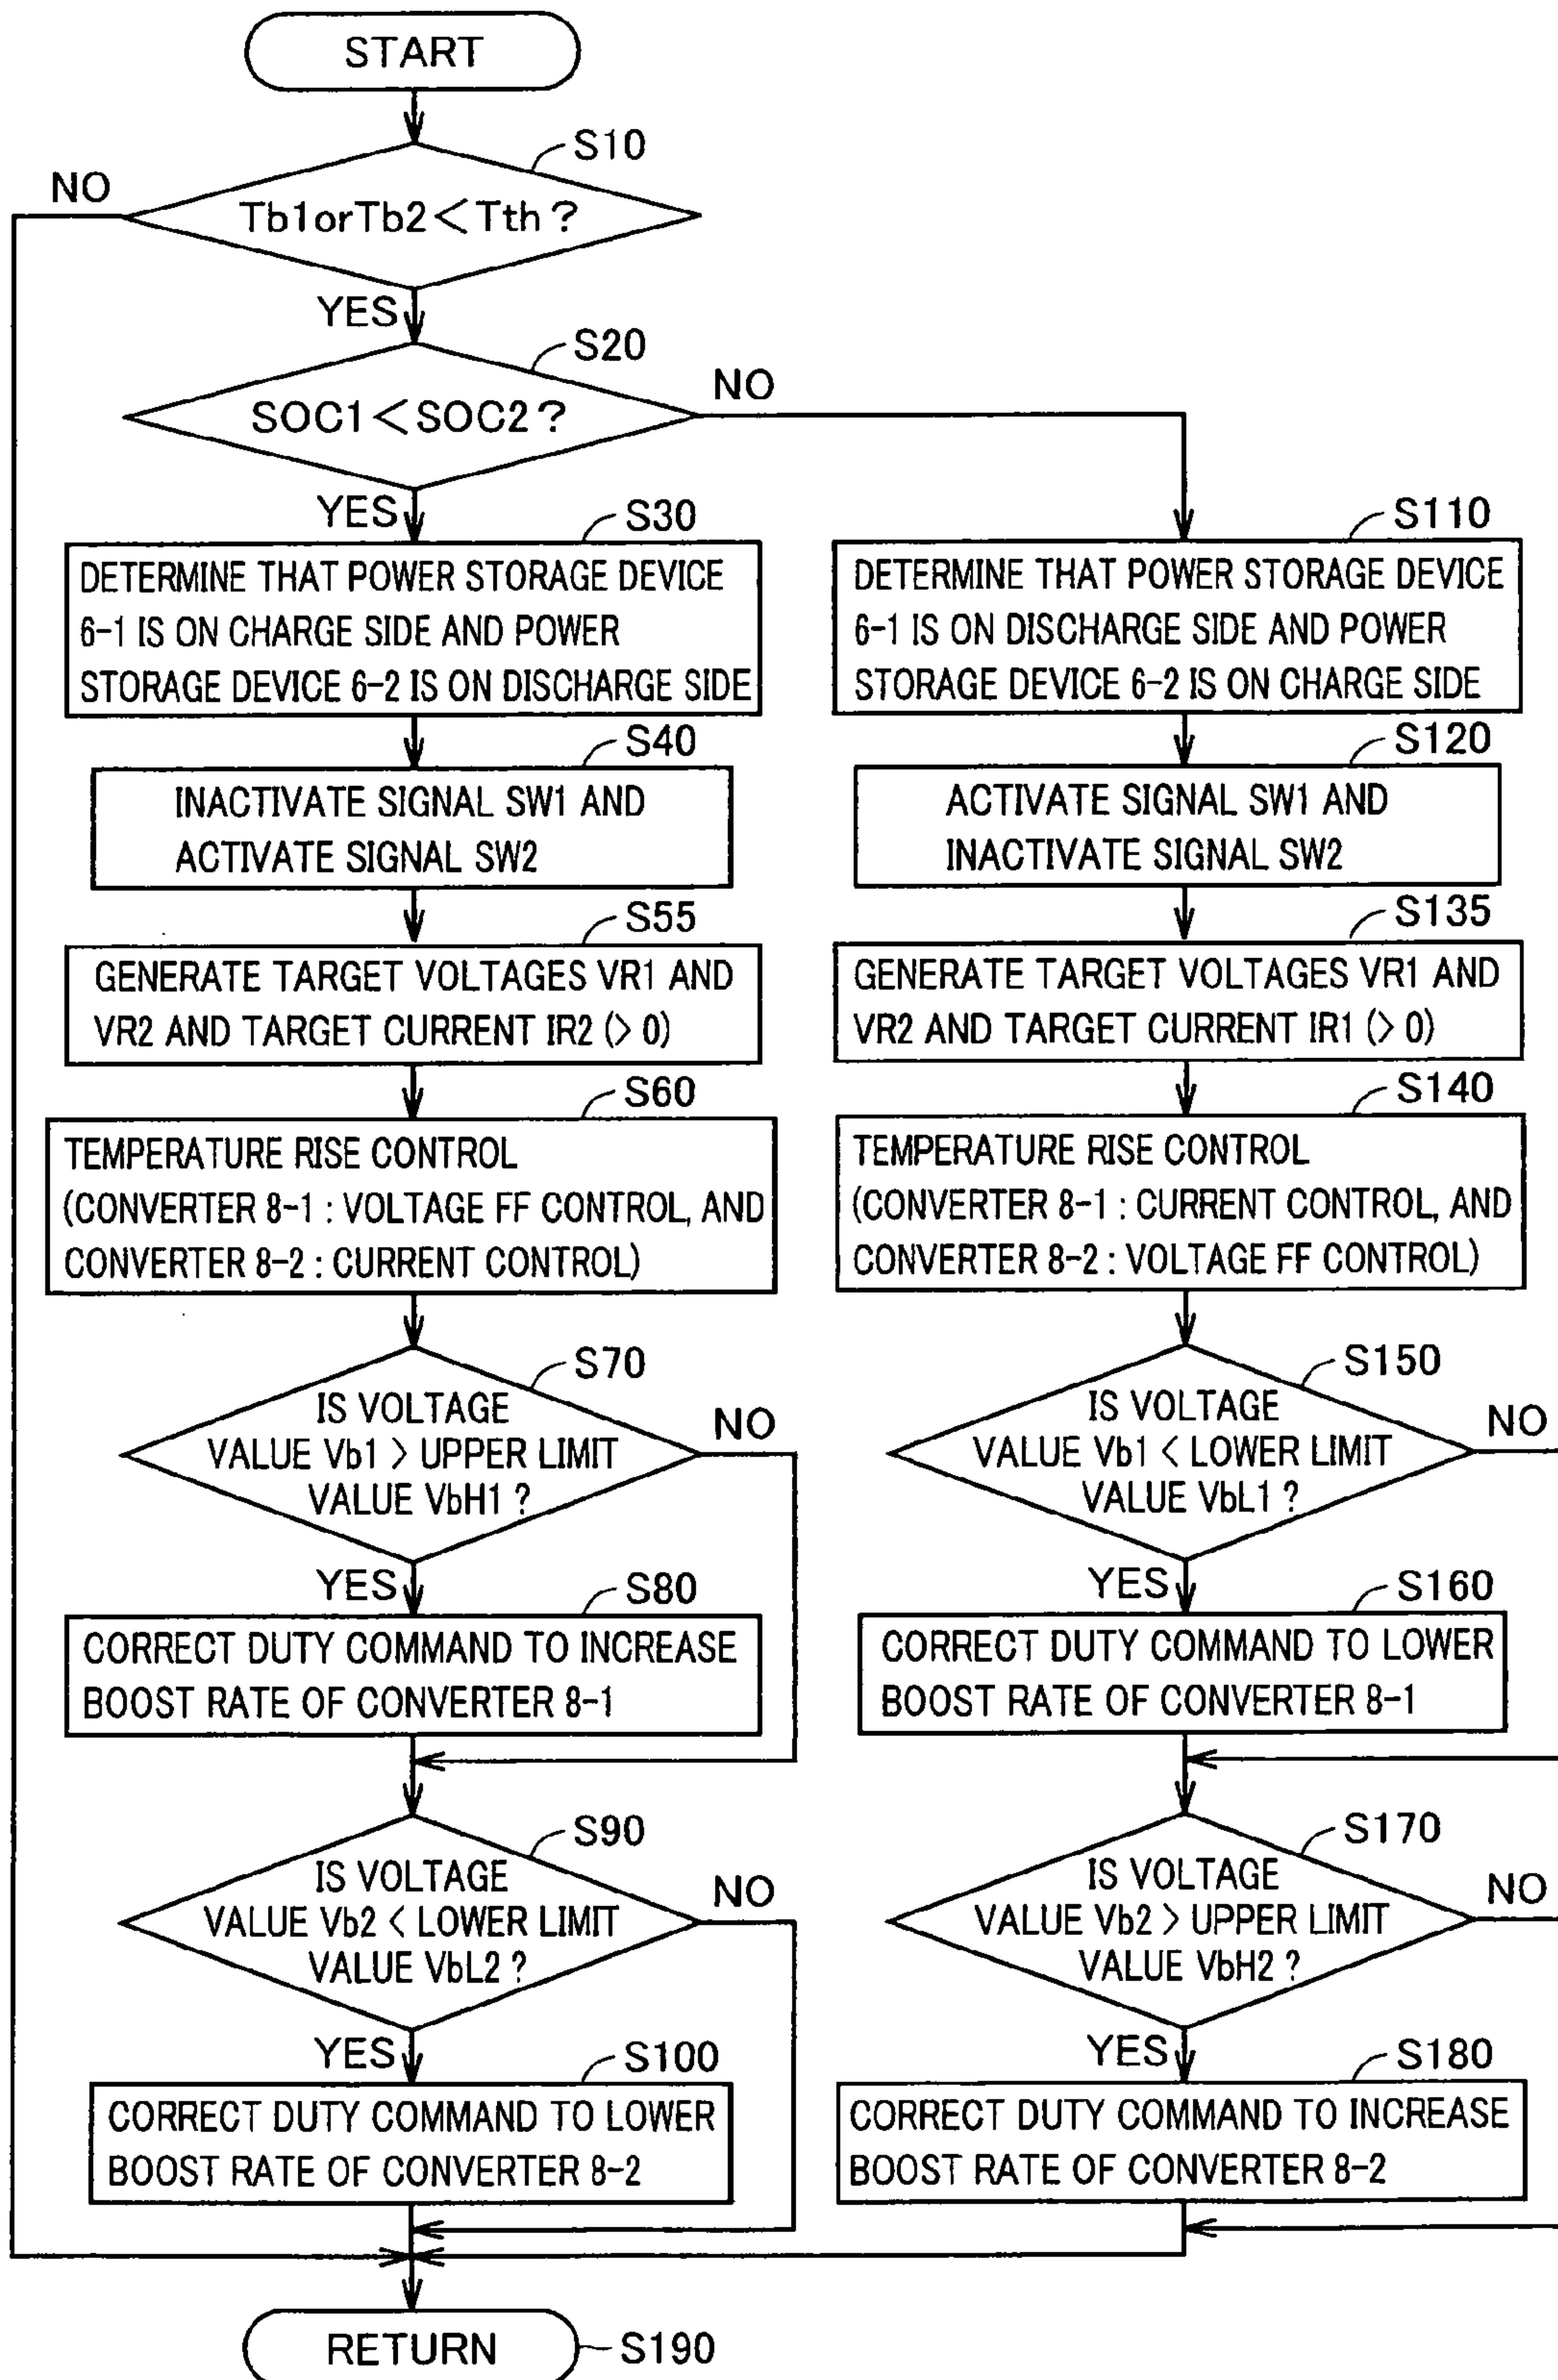 START
S10
NO
Tb1orTb2<Tth?
YES
S20
NO
SOC1<SOC2?
YES
S30
DETERMINE THAT POWER STORAGE DEVICE
6-1 IS ON CHARGE SIDE AND POWER
STORAGE DEVICE 6-2 IS ON DISCHARGE SIDE
S40
INACTIVATE SIGNAL SW1 AND
ACTIVATE SIGNAL SW2
S55
GENERATE TARGET VOLTAGES VR1 AND
VR2 AND TARGET CURRENT IR2 (> 0)
S60
TEMPERATURE RISE CONTROL
(CONVERTER 8-1 : VOLTAGE FF CONTROL, AND
CONVERTER 8-2 : CURRENT CONTROL)
S70
IS VOLTAGE
VALUE Vb1 > UPPER LIMIT
VALUE VbH1 ?
NO
YES
S80
CORRECT DUTY COMMAND TO INCREASE
BOOST RATE OF CONVERTER 8-1
S90
IS VOLTAGE
VALUE Vb2 < LOWER LIMIT
VALUE VbL2 ?
NO
YES
S100
CORRECT DUTY COMMAND TO LOWER
BOOST RATE OF CONVERTER 8-2
S110
DETERMINE THAT POWER STORAGE DEVICE
6-1 IS ON DISCHARGE SIDE AND POWER
STORAGE DEVICE 6-2 IS ON CHARGE SIDE
S120
ACTIVATE SIGNAL SW1 AND
INACTIVATE SIGNAL SW2
S135
GENERATE TARGET VOLTAGES VR1 AND
VR2 AND TARGET CURRENT IR1 (> 0)
S140
TEMPERATURE RISE CONTROL
(CONVERTER 8-1 : CURRENT CONTROL, AND
CONVERTER 8-2 : VOLTAGE FF CONTROL)
S150
IS VOLTAGE
VALUE Vb1 < LOWER LIMIT
VALUE VbL1 ?
NO
YES
S160
CORRECT DUTY COMMAND TO LOWER
BOOST RATE OF CONVERTER 8-1
S170
IS VOLTAGE
VALUE Vb2 > UPPER LIMIT
VALUE VbH2 ?
NO
YES
S180
CORRECT DUTY COMMAND TO INCREASE
BOOST RATE OF CONVERTER 8-2
RETURN
S190